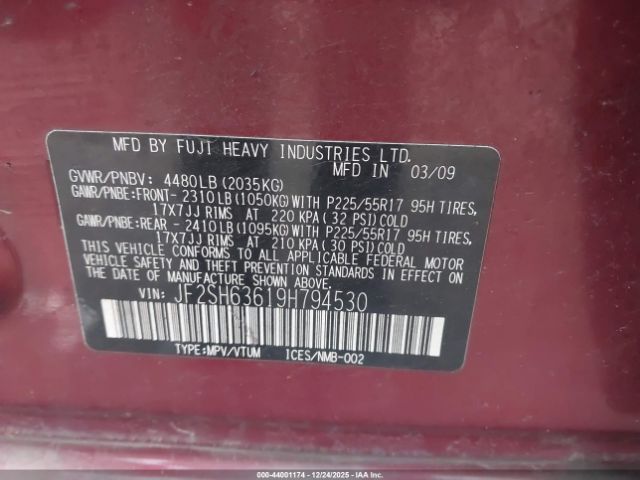 MFD BY FUJI HEAVY INDUSTRIES LTD.
GVWR/PNBV: 4480LB(2035KG) MFD IN 03/09
GAWR/PNBE:FRONT- 2310LB(1050KG)WITH P225/55R17 95H TIRES,
17X7JJ RIMS AT 220 KPA(32 PSI)COLD
GAWR/PNBE:REAR - 2410LB(1095KG)WITH P225/55R17 95H TIRES,
17X7JJ RIMS AT 210 KPA(30 PSI)COLD
THIS VEHICLE CONFORMS TO ALL APPLICABLE FEDERAL MOTOR
VEHICLE SAFETY AND THEFT PREVENTION STANDARDS IN EFFECT ON
THE DATE OF MANUFACTURE SHOWN ABOVE.
VIN: JF2SH63619H794530
TYPE:MPV/VTUM ICES/NMB-002
000-44001174 • 12/24/2025 • IAAI.COM